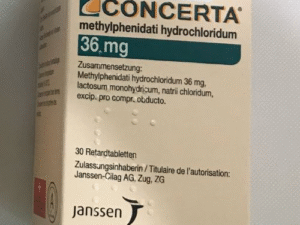 CONCERTA®
methylphenidati hydrochloridum
36 mg
Zusammensetzung:
Methylphenidati hydrochloridum 36 mg,
lactosum monohydricum, natrii chloridum,
excip. pro compr. obducto.
30 Retardtabletten
Zulassungsinhaberin / Titulaire de l'autorisation:
Janssen-Cilag AG, Zug, ZG
janssen